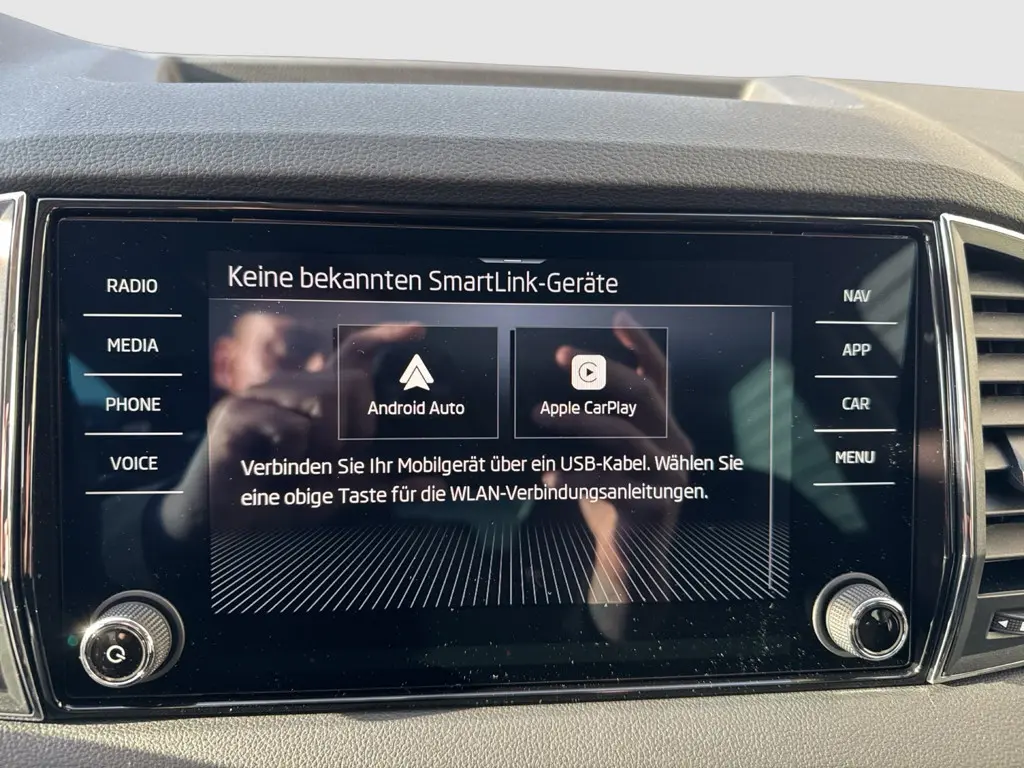 Keine bekannten SmartLink-Geräte
RADIO
MEDIA
PHONE
VOICE
Android Auto
Apple CarPlay
Verbinden Sie Ihr Mobilgerät über ein USB-Kabel. Wählen Sie
eine obige Taste für die WLAN-Verbindungsanleitungen.
NAV
APP
CAR
MENU